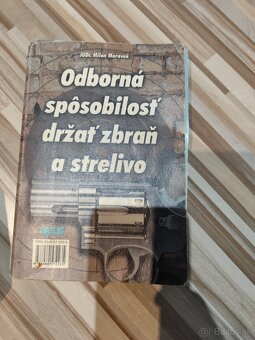 JUDr. Milan Moravek
Odborná
spôsobilosť
držať zbraň
a strelivo